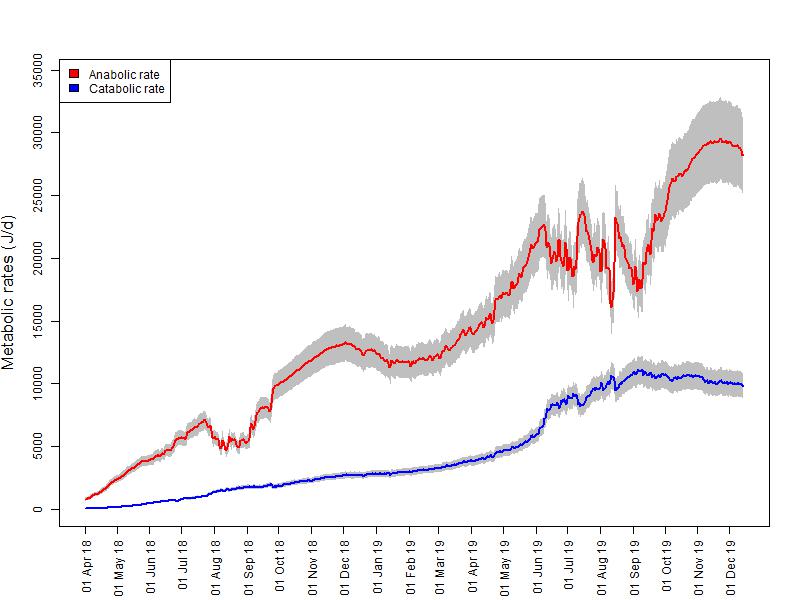 Anabolic rate
Catabolic rate
Metabolic rates (J/d)
35000
30000
25000
20000
15000
10000
5000
0
01 Apr 18
01 May 18
01 Jun 18
01 Jul 18
01 Aug 18
01 Sep 18
01 Oct 18
01 Nov 18
01 Dec 18
01 Jan 19
01 Feb 19
01 Mar 19
01 Apr 19
01 May 19
01 Jun 19
01 Jul 19
01 Aug 19
01 Sep 19
01 Oct 19
01 Nov 19
01 Dec 19